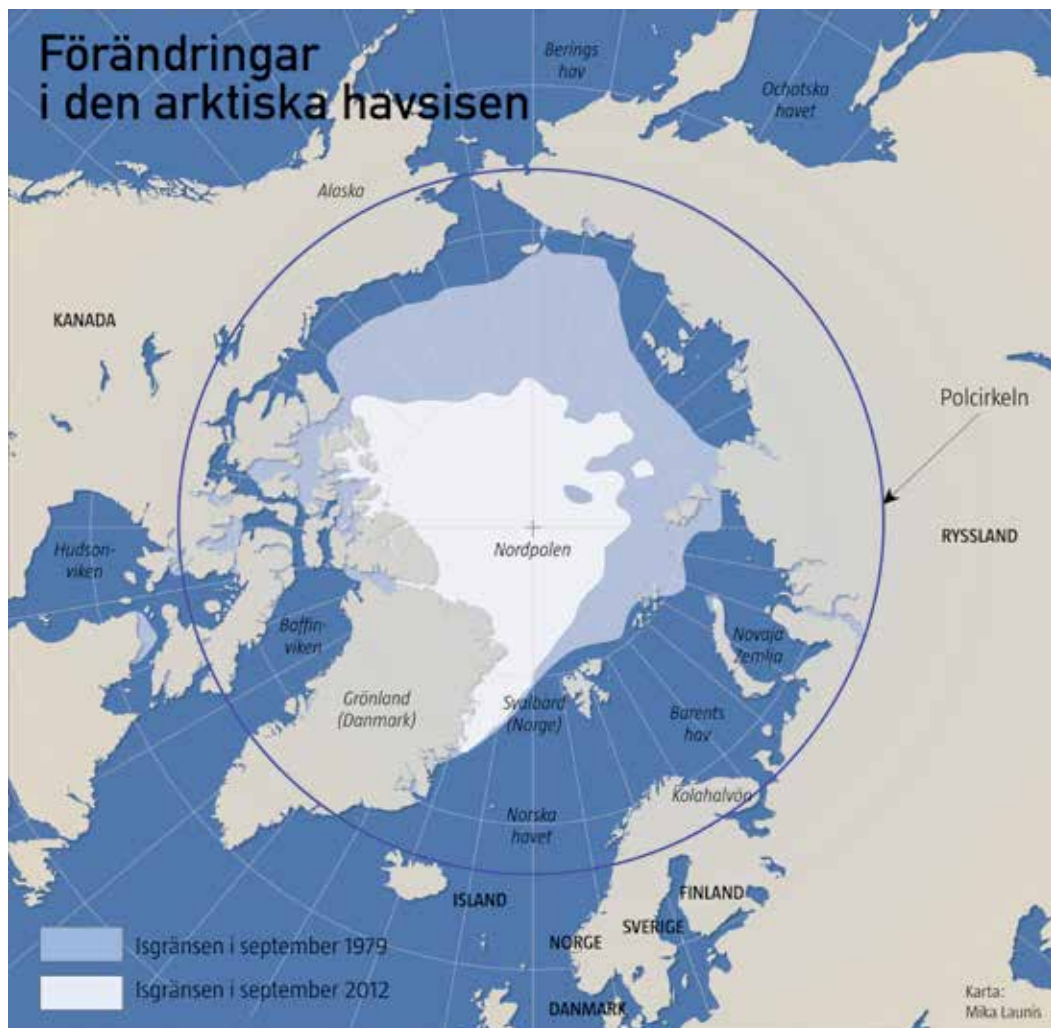 Förändringar
i den arktiska havsisen
Berings
hav
Ochotska
havet
Alaska
KANADA
Polcirkeln
RYSSLAND
Hudson-
viken
Nordpolen
Baffin-
viken
Novaja
Zemlja
Grönland
(Danmark)
Svalbard
(Norge)
Barents
hav
Kolahalvön
Norska
havet
ISLAND
FINLAND
SVERIGE
NORGE
DANMARK
Isgränsen i september 1979
Isgränsen i september 2012
Karta:
Mika Launis